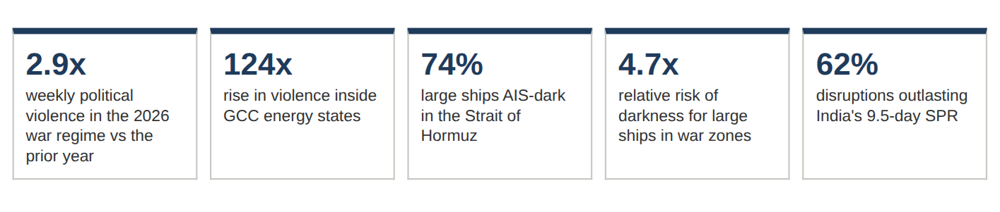 2.9x
weekly political
violence in the 2026
war regime vs the
prior year
124x
rise in violence inside
GCC energy states
74%
large ships AIS-dark
in the Strait of
Hormuz
4.7x
relative risk of
darkness for large
ships in war zones
62%
disruptions outlasting
India's 9.5-day SPR